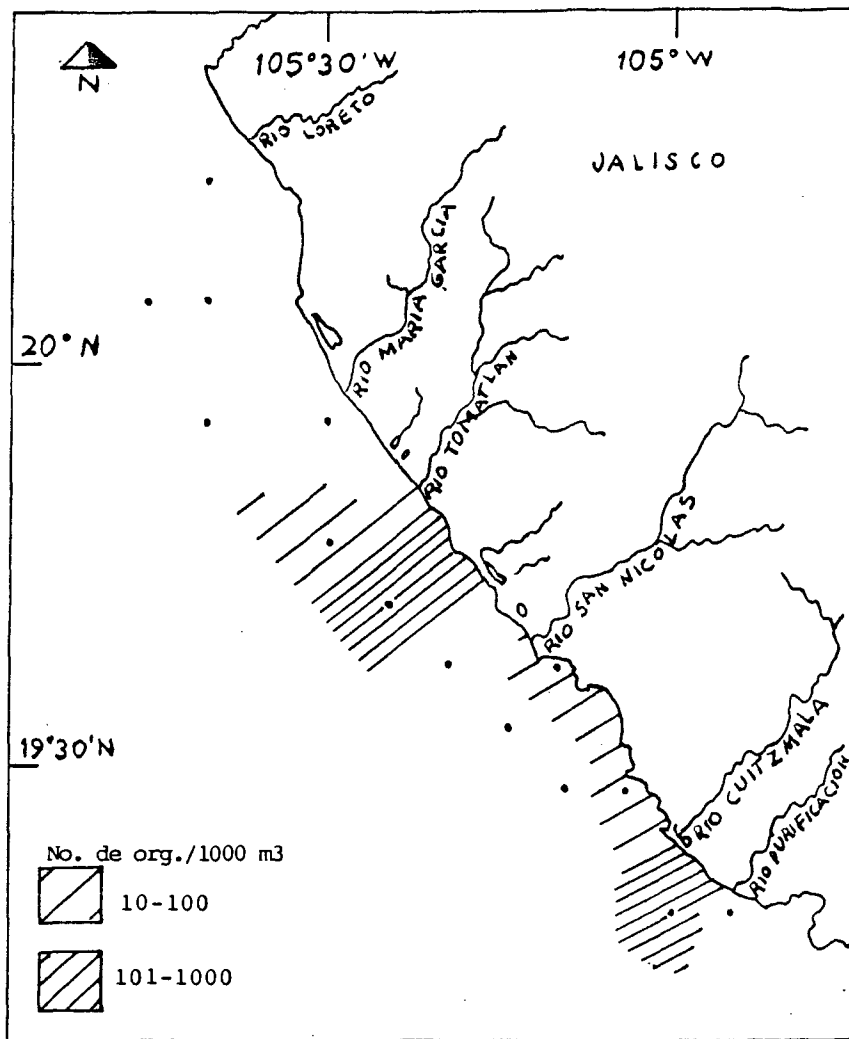 N
105°30'W
105°W
RIO LORETO
JALISCO
RIO MARIA GARCIA
20°N
RIO TOMATLAN
RIO SAN NICOLAS
19°30'N
RIO CUITZMALA
RIO PURIFICACION
No. de org./1000 m3
10-100
101-1000